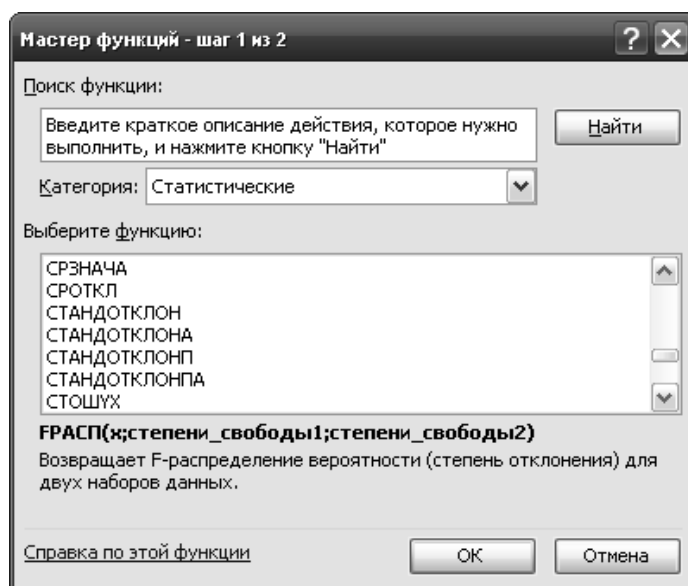 Мастер функций - шаг 1 из 2
Поиск функции:
Введите краткое описание действия, которое нужно
выполнить, и нажмите кнопку "Найти"
Найти
Категория: Статистические
Выберите функцию:
СРЗНАЧА
СРОТКЛ
СТАНДОТКЛОН
СТАНДОТКЛОНА
СТАНДОТКЛОНП
СТАНДОТКЛОНПА
СТОШYX
FРАСП(x;степени_свободы1;степени_свободы2)
Возвращает F-распределение вероятности (степень отклонения) для
двух наборов данных.
Справка по этой функции
ОК
Отмена